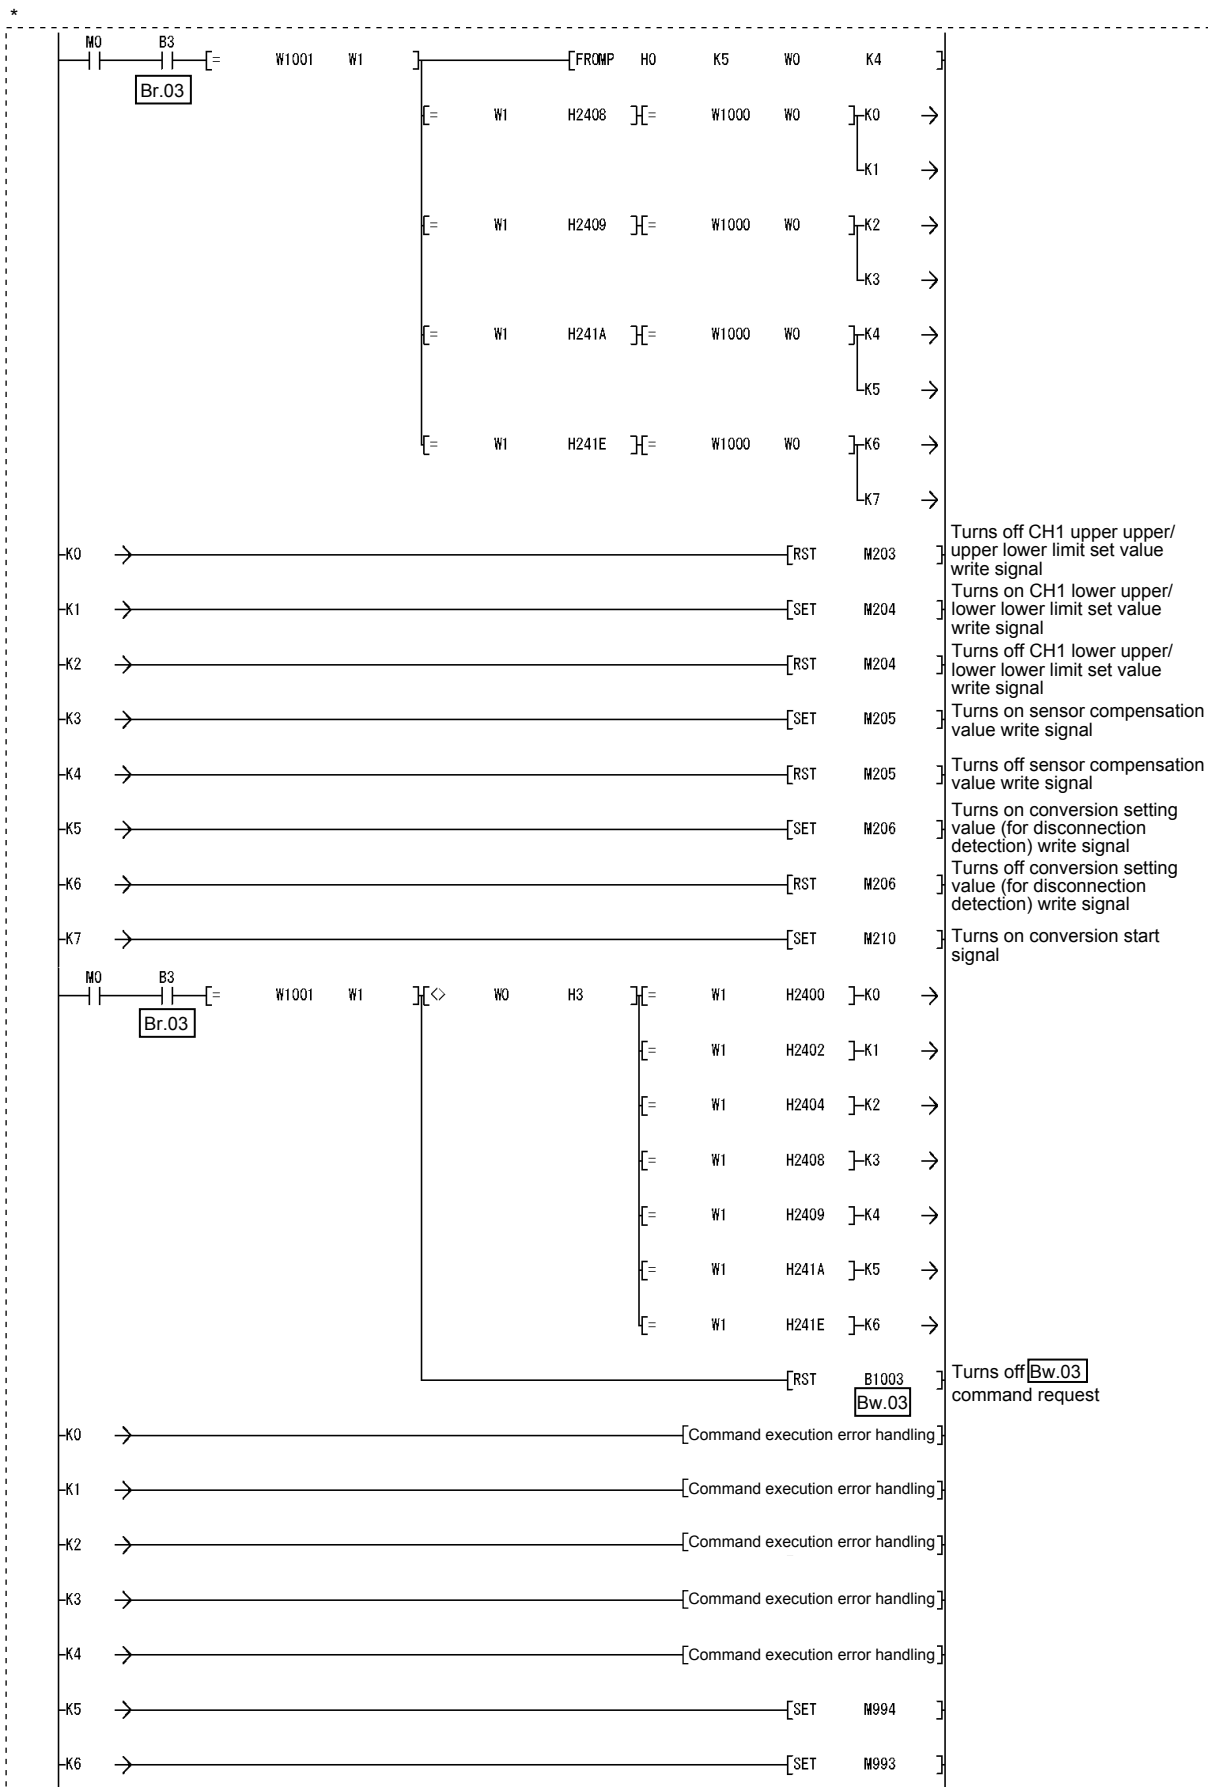 *
M0 B3
[= W1001 W1 ] [FROMP H0 K5 W0 K4 ]
Br.03
[= W1 H2408 ][= W1000 W0 ] K0
K1
[= W1 H2409 ][= W1000 W0 ] K2
K3
[= W1 H241A ][= W1000 W0 ] K4
K5
[= W1 H241E ][= W1000 W0 ] K6
K7
K0 [RST M203 ] Turns off CH1 upper upper/
upper lower limit set value
write signal
K1 [SET M204 ] Turns on CH1 lower upper/
lower lower limit set value
write signal
K2 [RST M204 ] Turns off CH1 lower upper/
lower lower limit set value
write signal
K3 [SET M205 ] Turns on sensor compensation
value write signal
K4 [RST M205 ] Turns off sensor compensation
value write signal
K5 [SET M206 ] Turns on conversion setting
value (for disconnection
detection) write signal
K6 [RST M206 ] Turns off conversion setting
value (for disconnection
detection) write signal
K7 [SET M210 ] Turns on conversion start
signal
M0 B3
[= W1001 W1 ][<> W0 H3 ][= W1 H2400 ] K0
Br.03
[= W1 H2402 ] K1
[= W1 H2404 ] K2
[= W1 H2408 ] K3
[= W1 H2409 ] K4
[= W1 H241A ] K5
[= W1 H241E ] K6
[RST B1003 ] Turns off Bw.03
Bw.03 command request
K0 [Command execution error handling]
K1 [Command execution error handling]
K2 [Command execution error handling]
K3 [Command execution error handling]
K4 [Command execution error handling]
K5 [SET M994 ]
K6 [SET M993 ]